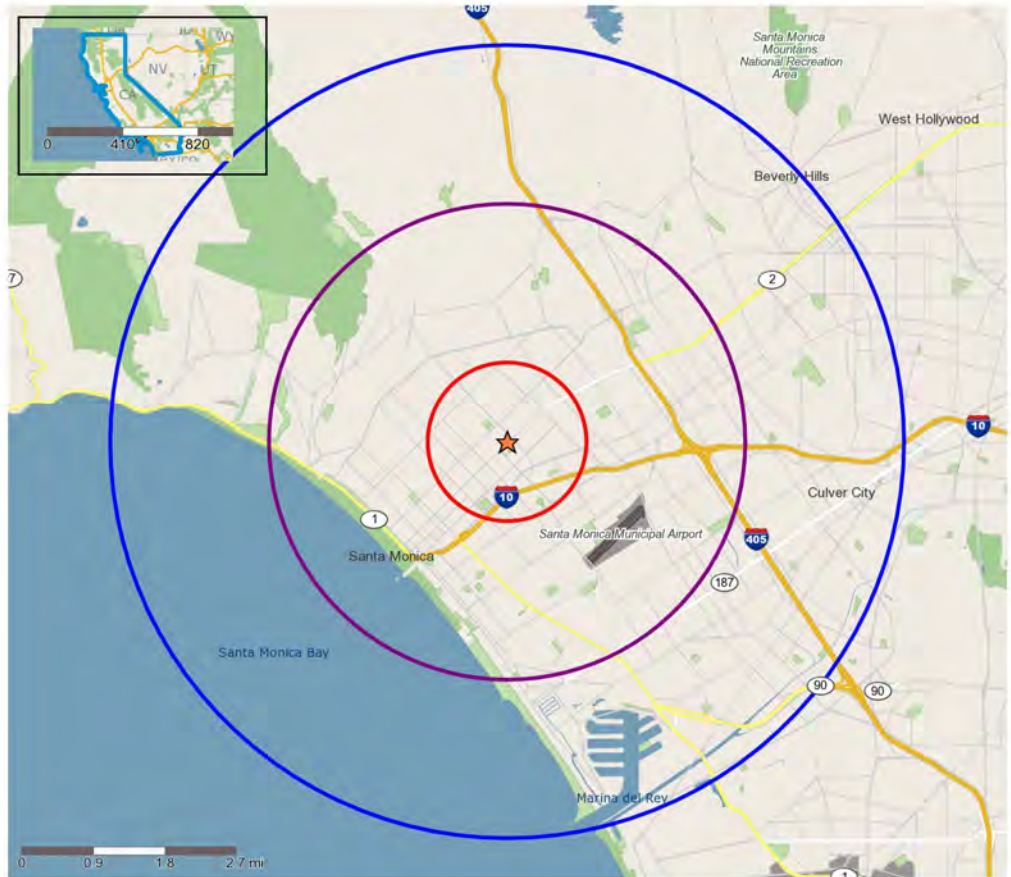 405
Santa Monica
Mountains
National Recreation
Area
WY
NV
UT
CA
0
410
820
West Hollywood
Beverly Hills
7
2
10
Culver City
10
1
Santa Monica Municipal Airport
405
Santa Monica
187
Santa Monica Bay
90
90
Marina del Rey
0
0.9
1.8
2.7 mi
1